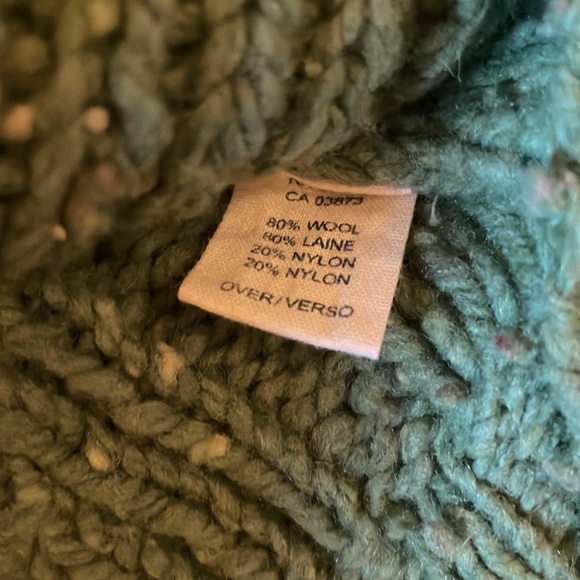 CA 03873
80% WOOL
80% LAINE
20% NYLON
20% NYLON
OVER/VERSO